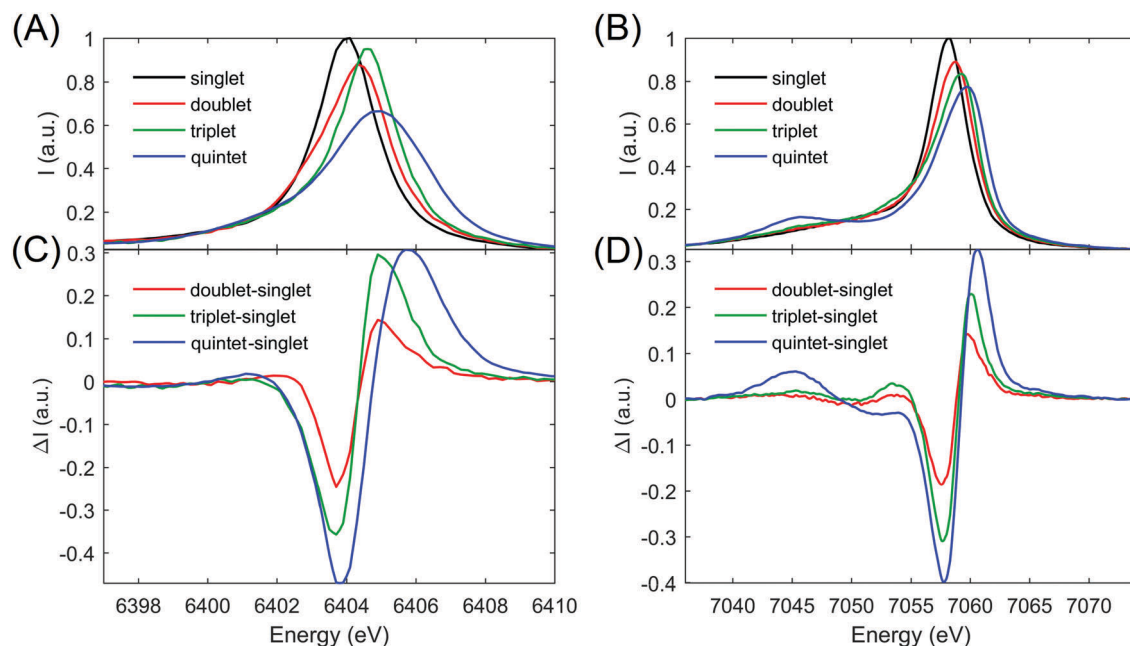 (A)
1
0.8
0.6
0.4
0.2
I (a.u.)
singlet
doublet
triplet
quintet
(B)
1
0.8
0.6
0.4
0.2
I (a.u.)
singlet
doublet
triplet
quintet
(C)
0.3
0.2
0.1
0
-0.1
-0.2
-0.3
-0.4
ΔI (a.u.)
doublet-singlet
triplet-singlet
quintet-singlet
6398 6400 6402 6404 6406 6408 6410
Energy (eV)
(D)
0.3
0.2
0.1
0
-0.1
-0.2
-0.3
-0.4
ΔI (a.u.)
doublet-singlet
triplet-singlet
quintet-singlet
7040 7045 7050 7055 7060 7065 7070
Energy (eV)